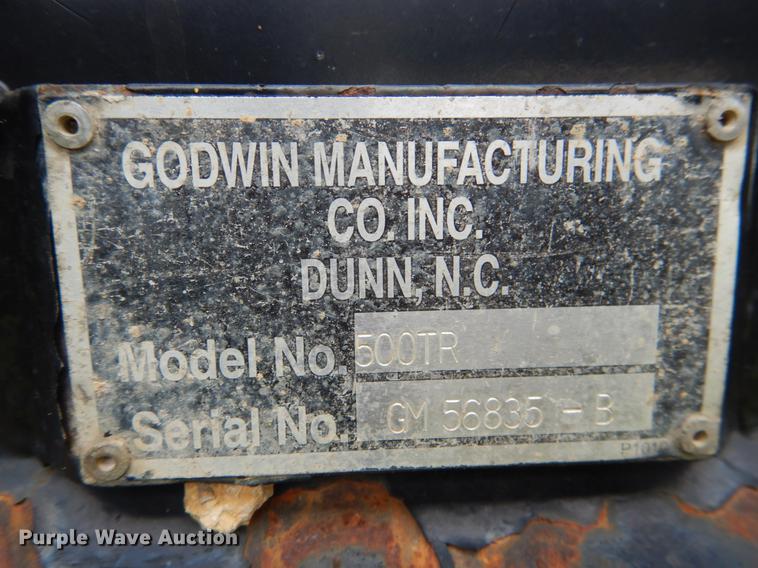 GODWIN MANUFACTURING
CO. INC.
DUNN, N.C.
Model No. 500TR
Serial No. GM 56835 - B
Purple Wave Auction